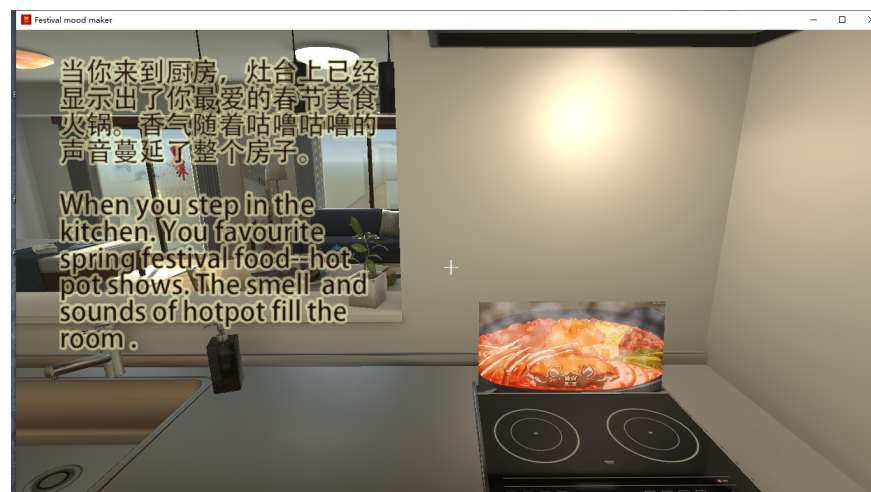 Festival mood maker
当你来到厨房，灶台上已经
显示出了你最爱的春节美食
火锅。香气随着咕噜咕噜的
声音蔓延了整个房子。
When you step in the
kitchen. You favourite
spring festival food--hot
pot shows. The smell and
sounds of hotpot fill the
room .